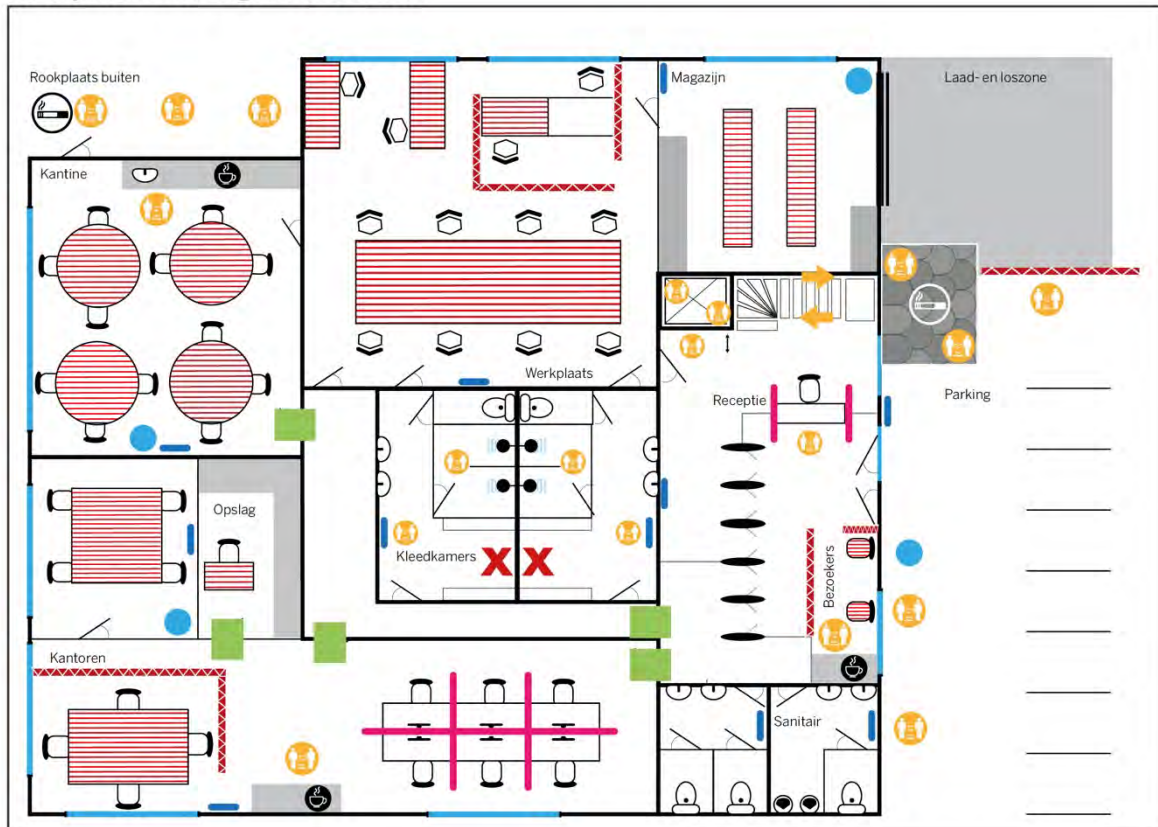 Rookplaats buiten
Magazijn
Laad- en loszone
Kantine
Werkplaats
Receptie
Parking
Opslag
Kleedkamers
X X
Bezoekers
Kantoren
Sanitair